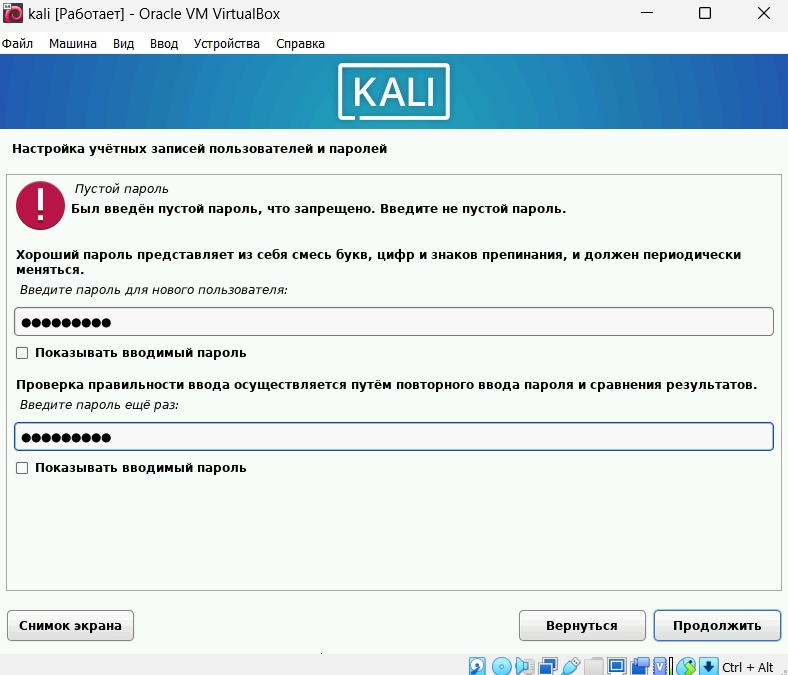 kali [Работает] - Oracle VM VirtualBox
Файл Машина Вид Ввод Устройства Справка
KALI
Настройка учётных записей пользователей и паролей
Пустой пароль
Был введён пустой пароль, что запрещено. Введите не пустой пароль.
Хороший пароль представляет из себя смесь букв, цифр и знаков препинания, и должен периодически
меняться.
Введите пароль для нового пользователя:
●●●●●●●●●
Показывать вводимый пароль
Проверка правильности ввода осуществляется путём повторного ввода пароля и сравнения результатов.
Введите пароль ещё раз:
●●●●●●●●●
Показывать вводимый пароль
Снимок экрана Вернуться Продолжить
Ctrl + Alt